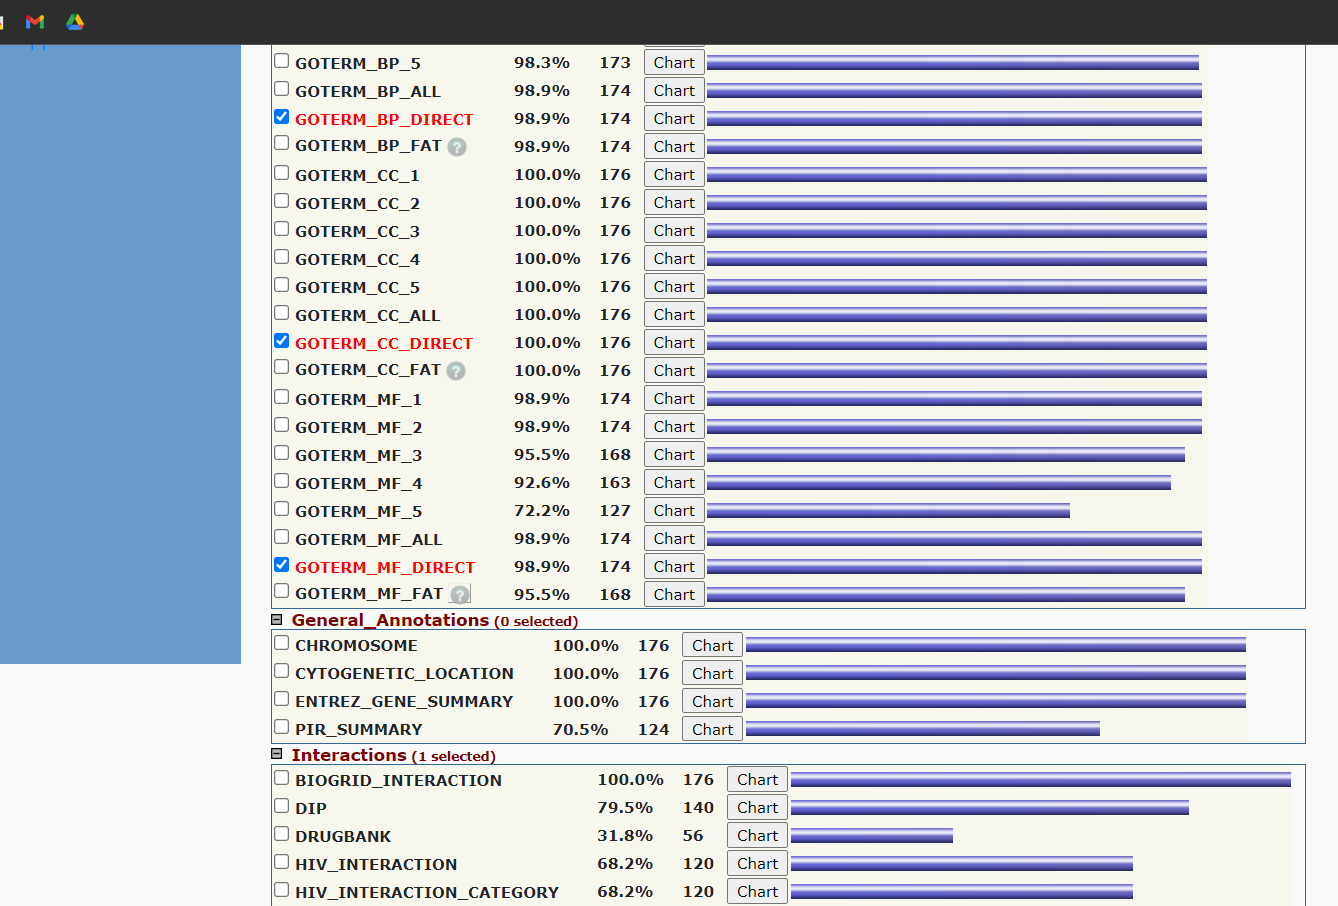 GOTERM_BP_5 98.3% 173 Chart
GOTERM_BP_ALL 98.9% 174 Chart
GOTERM_BP_DIRECT 98.9% 174 Chart
GOTERM_BP_FAT ? 98.9% 174 Chart
GOTERM_CC_1 100.0% 176 Chart
GOTERM_CC_2 100.0% 176 Chart
GOTERM_CC_3 100.0% 176 Chart
GOTERM_CC_4 100.0% 176 Chart
GOTERM_CC_5 100.0% 176 Chart
GOTERM_CC_ALL 100.0% 176 Chart
GOTERM_CC_DIRECT 100.0% 176 Chart
GOTERM_CC_FAT ? 100.0% 176 Chart
GOTERM_MF_1 98.9% 174 Chart
GOTERM_MF_2 98.9% 174 Chart
GOTERM_MF_3 95.5% 168 Chart
GOTERM_MF_4 92.6% 163 Chart
GOTERM_MF_5 72.2% 127 Chart
GOTERM_MF_ALL 98.9% 174 Chart
GOTERM_MF_DIRECT 98.9% 174 Chart
GOTERM_MF_FAT ? 95.5% 168 Chart
General_Annotations (0 selected)
CHROMOSOME 100.0% 176 Chart
CYTOGENETIC_LOCATION 100.0% 176 Chart
ENTREZ_GENE_SUMMARY 100.0% 176 Chart
PIR_SUMMARY 70.5% 124 Chart
Interactions (1 selected)
BIOGRID_INTERACTION 100.0% 176 Chart
DIP 79.5% 140 Chart
DRUGBANK 31.8% 56 Chart
HIV_INTERACTION 68.2% 120 Chart
HIV_INTERACTION_CATEGORY 68.2% 120 Chart